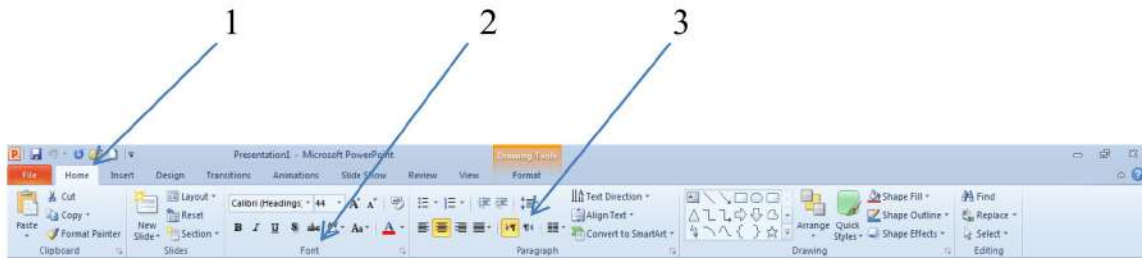 1 2 3
Presentation1 - Microsoft PowerPoint Drawing Tools
File Home Insert Design Transitions Animations Slide Show Review View Format
Paste
Cut
Copy
Format Painter
Clipboard
New Slide
Layout
Reset
Section
Slides
Calibri (Headings) 44
B I U S abc AV Aa A
Font
Paragraph
Text Direction
Align Text
Convert to SmartArt
Arrange
Quick Styles
Shape Fill
Shape Outline
Shape Effects
Drawing
Find
Replace
Select
Editing